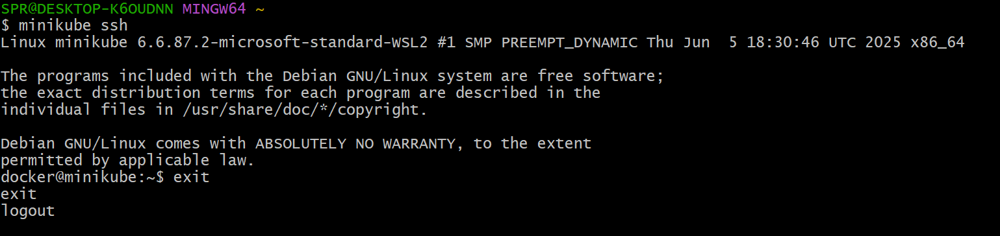 SPR@DESKTOP-K6OUDNN MINGW64 ~
$ minikube ssh
Linux minikube 6.6.87.2-microsoft-standard-WSL2 #1 SMP PREEMPT_DYNAMIC Thu Jun  5 18:30:46 UTC 2025 x86_64
The programs included with the Debian GNU/Linux system are free software;
the exact distribution terms for each program are described in the
individual files in /usr/share/doc/*/copyright.
Debian GNU/Linux comes with ABSOLUTELY NO WARRANTY, to the extent
permitted by applicable law.
docker@minikube:~$ exit
exit
logout